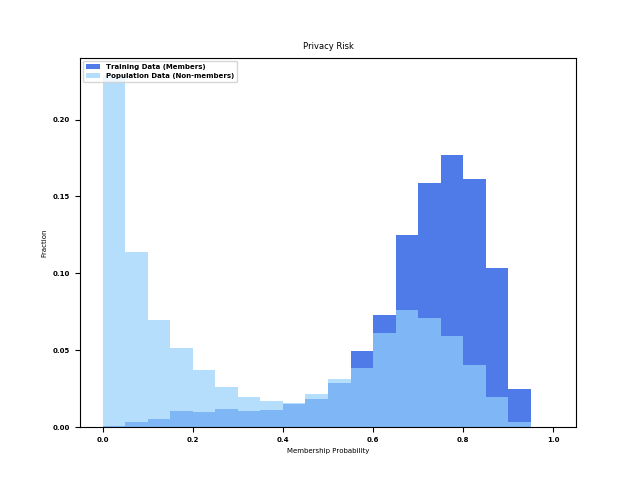 Privacy Risk
Training Data (Members)
Population Data (Non-members)
0.20
0.15
0.10
0.05
0.00
Fraction
0.0 0.2 0.4 0.6 0.8 1.0
Membership Probability